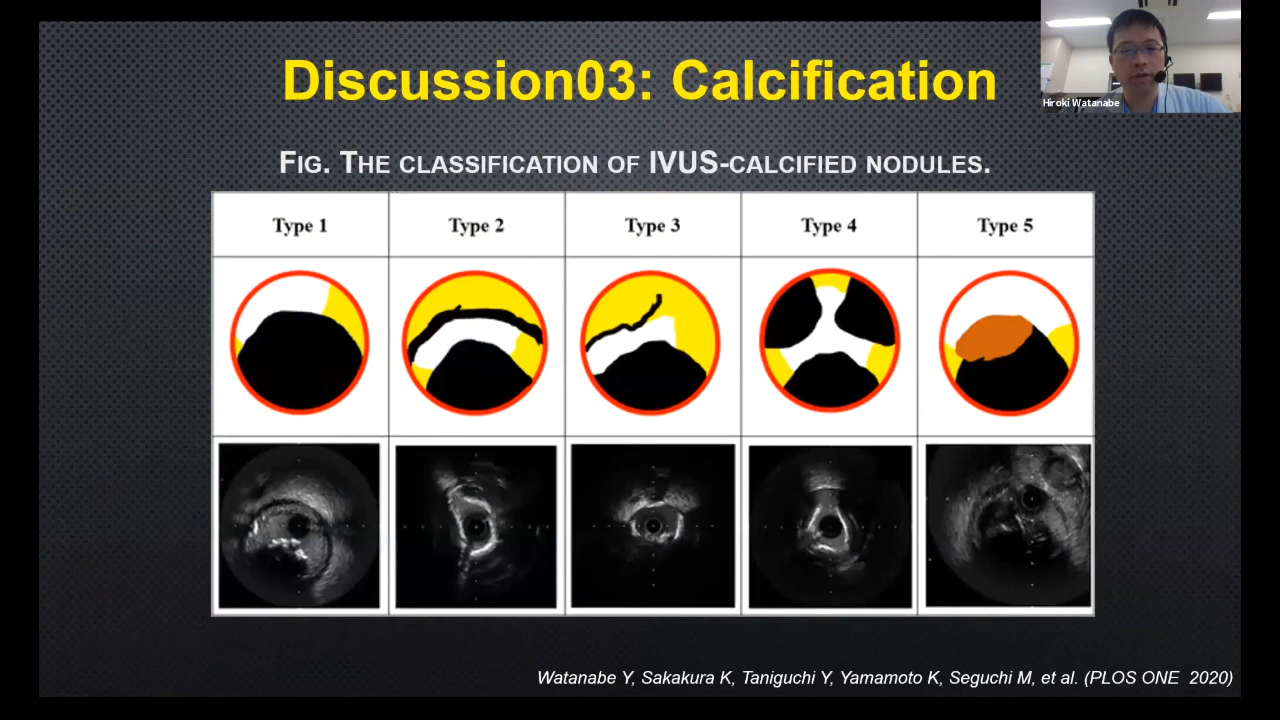 Discussion03: Calcification
Hiroki Watanabe
Fig. The classification of IVUS-calcified nodules.
Type 1 Type 2 Type 3 Type 4 Type 5
Watanabe Y, Sakakura K, Taniguchi Y, Yamamoto K, Seguchi M, et al. (PLOS ONE 2020)